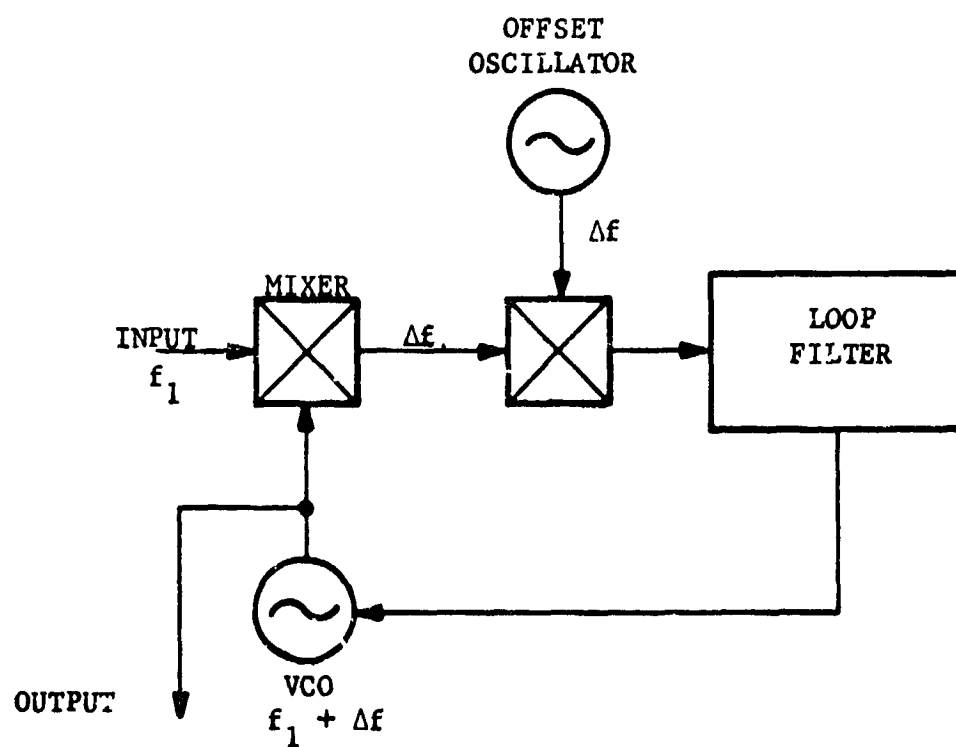 OFFSET
OSCILLATOR
Δf
MIXER
INPUT
f1
Δf
LOOP
FILTER
VCO
f1 + Δf
OUTPUT